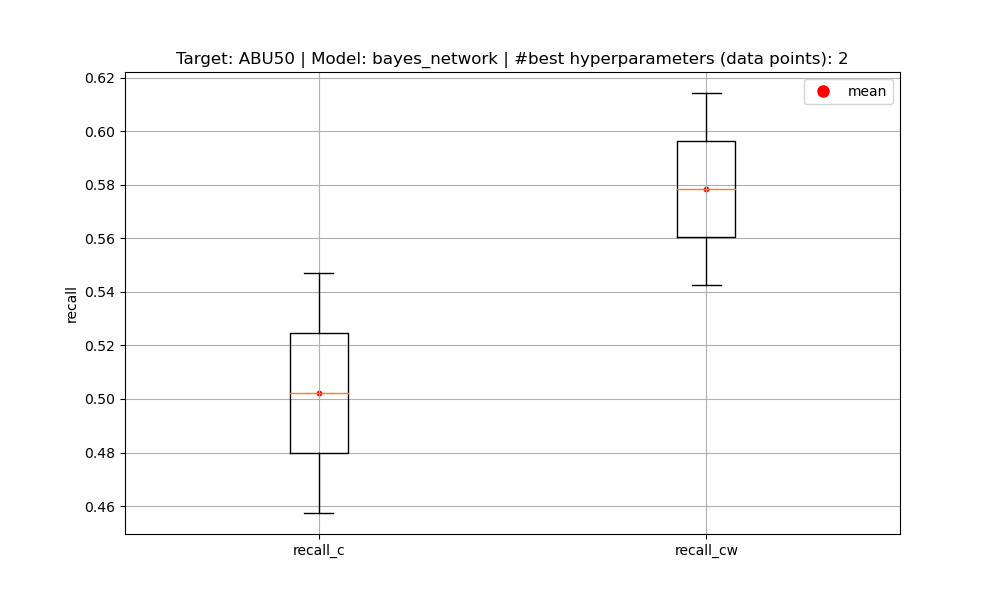 Target: ABU50 | Model: bayes_network | #best hyperparameters (data points): 2
mean
0.62
0.60
0.58
0.56
0.54
0.52
0.50
0.48
0.46
recall
recall_c
recall_cw